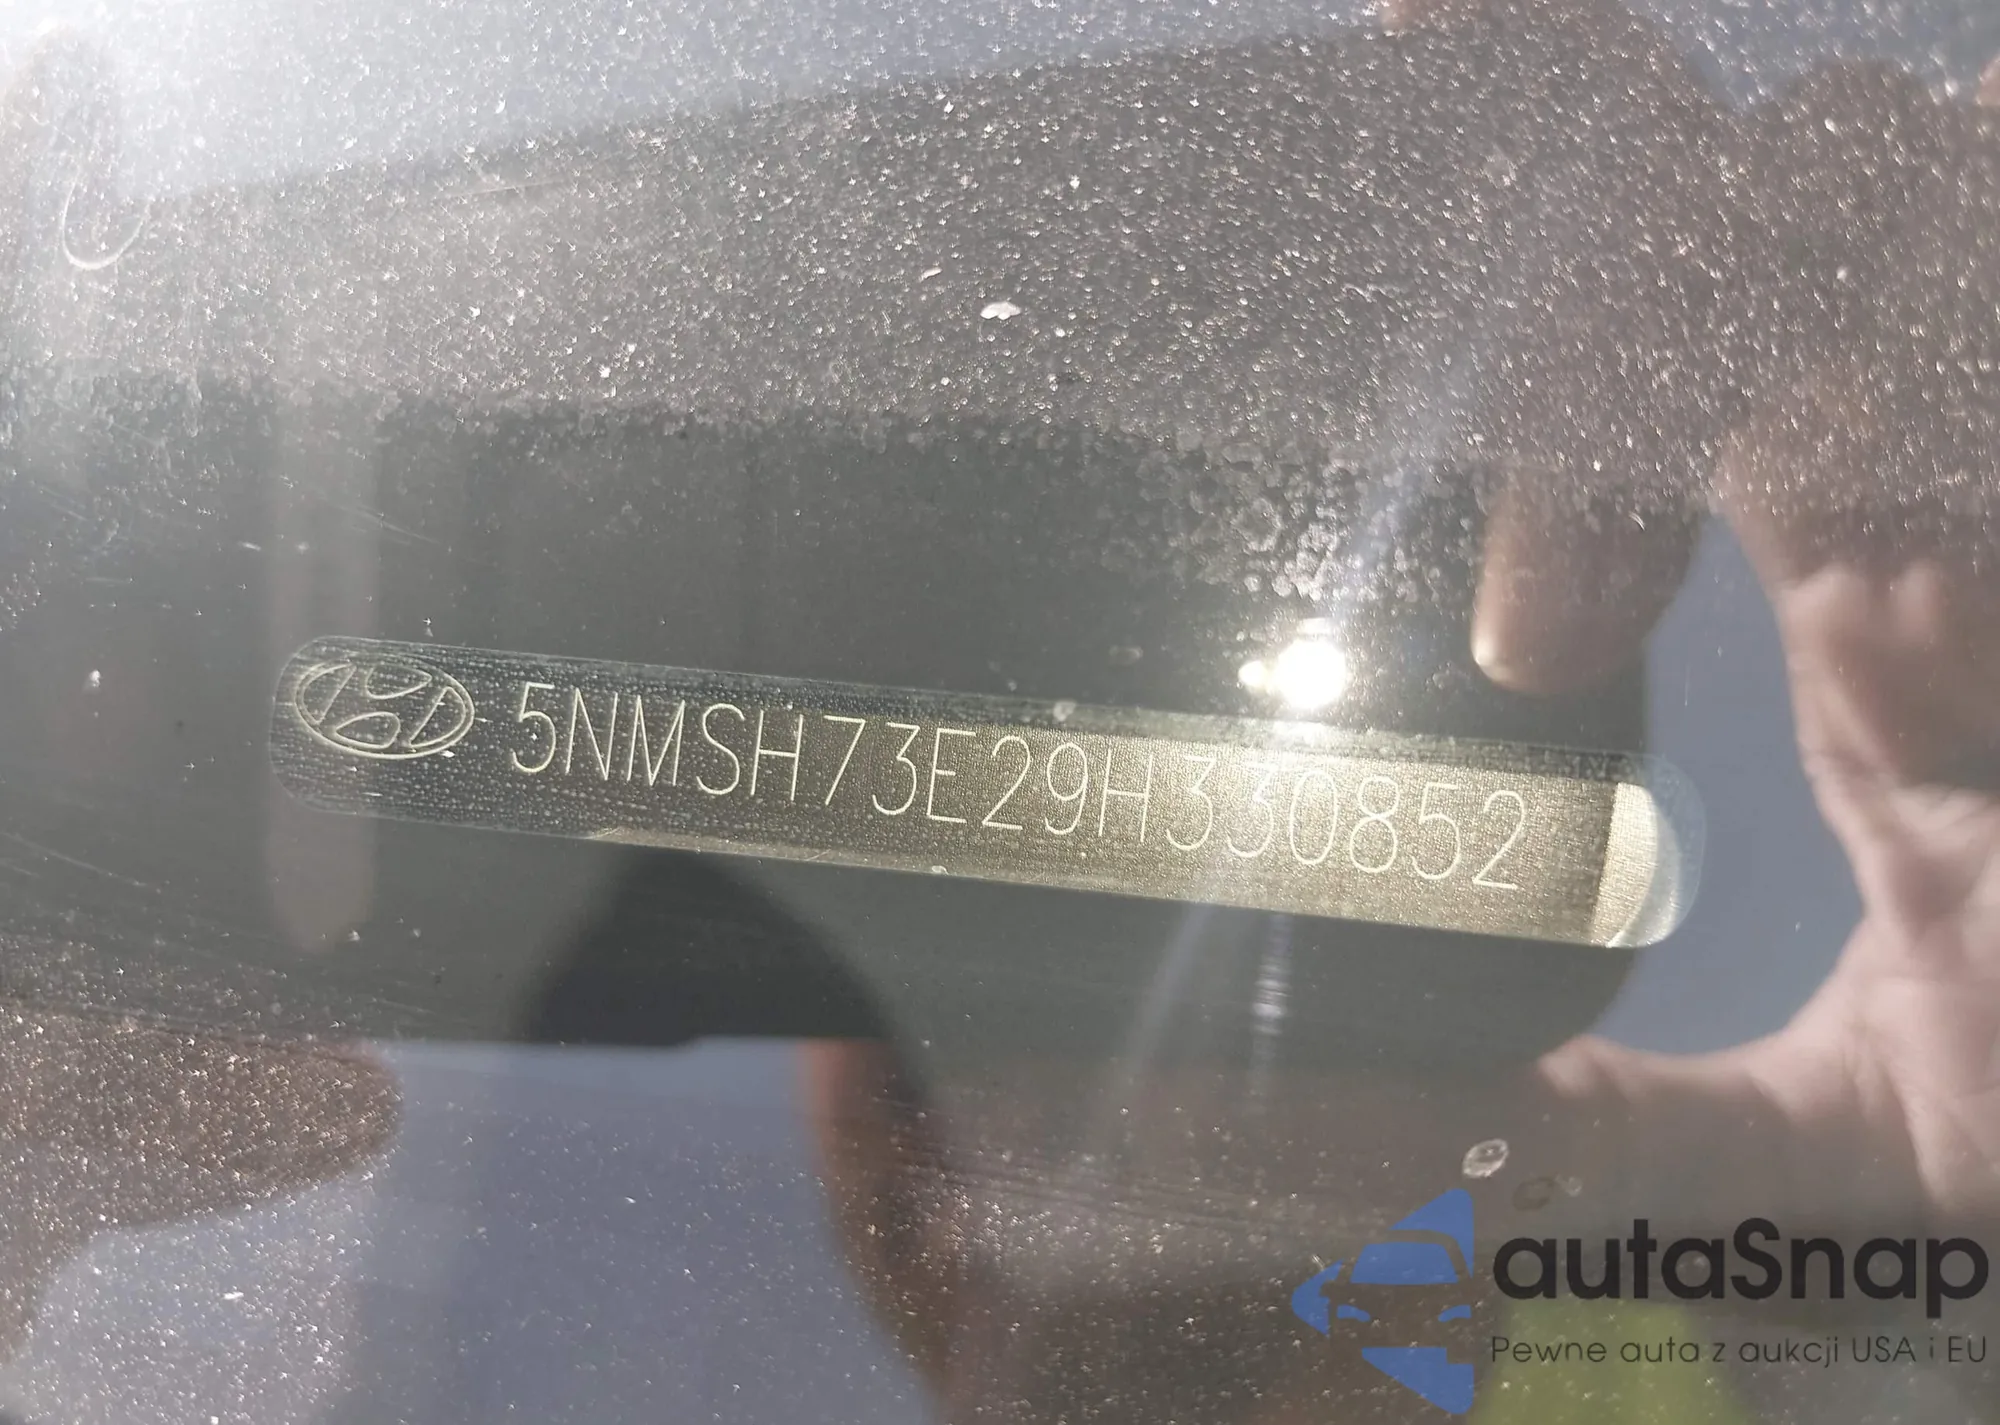 5NMSH73E29H330852
autaSnap
Pewne auta z aukcji USA i EU